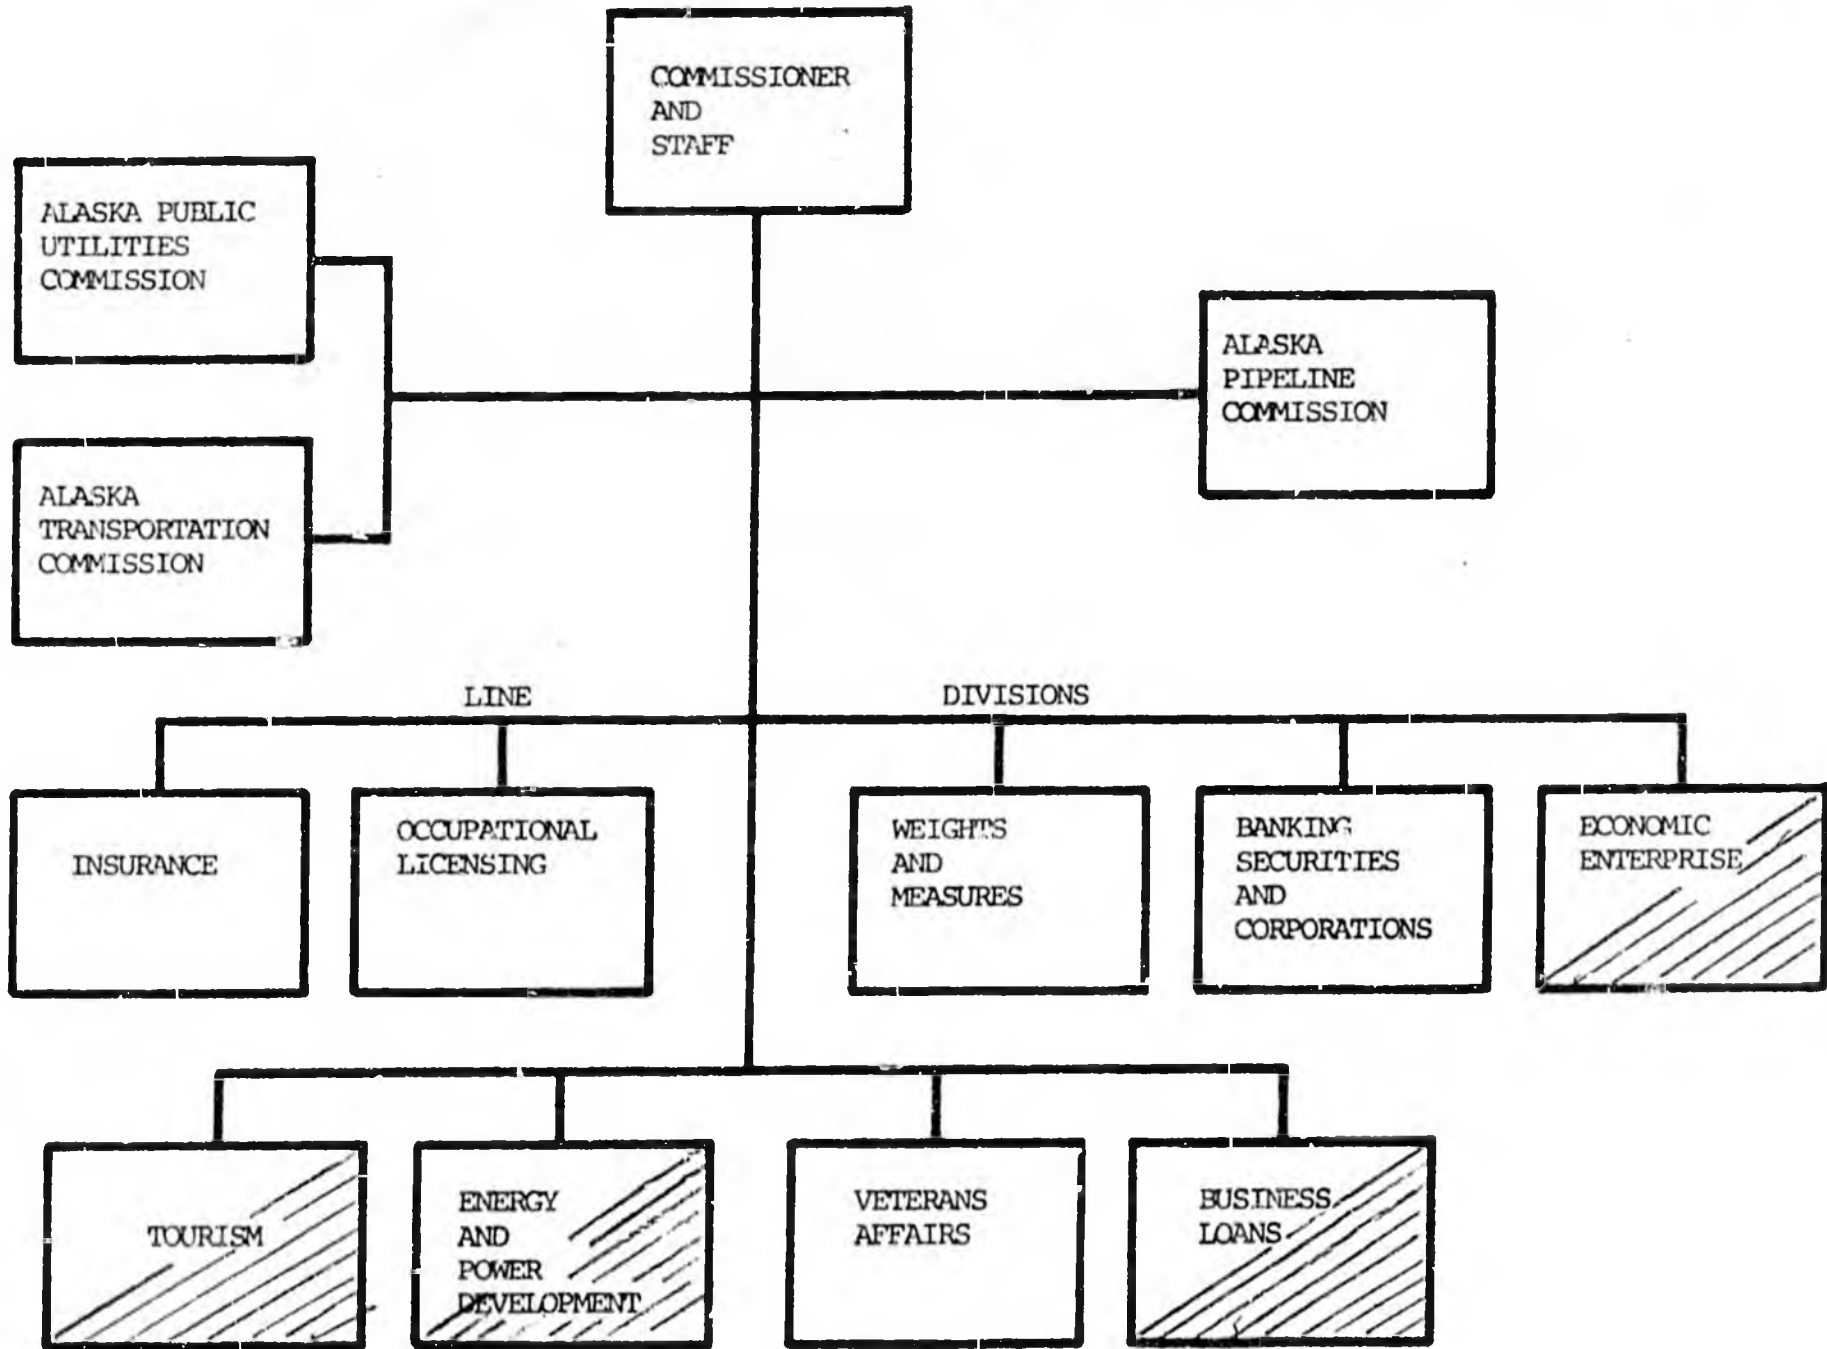 COMMISSIONER
AND
STAFF
ALASKA PUBLIC
UTILITIES
COMMISSION
ALASKA
PIPELINE
COMMISSION
ALASKA
TRANSPORTATION
COMMISSION
LINE DIVISIONS
INSURANCE
OCCUPATIONAL
LICENSING
WEIGHTS
AND
MEASURES
BANKING
SECURITIES
AND
CORPORATIONS
ECONOMIC
ENTERPRISE
TOURISM
ENERGY
AND
POWER
DEVELOPMENT
VETERANS
AFFAIRS
BUSINESS
LOANS